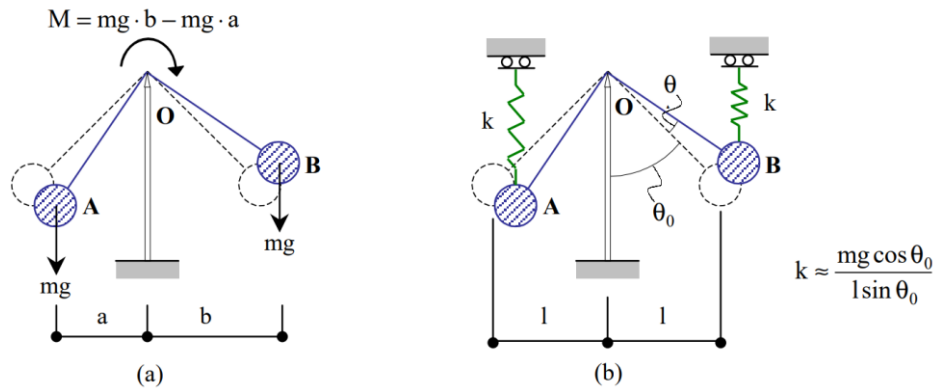 M = mg · b – mg · a
O
A
B
mg
mg
a
b
(a)
k
O
θ
k
B
A
θ₀
l
l
(b)
k ≈ mg cos θ₀ / l sin θ₀